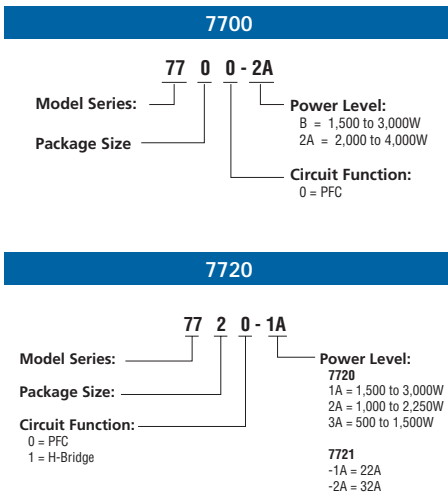 7700
77 0 0 - 2A
Model Series:
Package Size
Power Level:
B = 1,500 to 3,000W
2A = 2,000 to 4,000W
Circuit Function:
0 = PFC
7720
77 2 0 - 1A
Model Series:
Package Size:
Circuit Function:
0 = PFC
1 = H-Bridge
Power Level:
7720
1A = 1,500 to 3,000W
2A = 1,000 to 2,250W
3A = 500 to 1,500W
7721
-1A = 22A
-2A = 32A